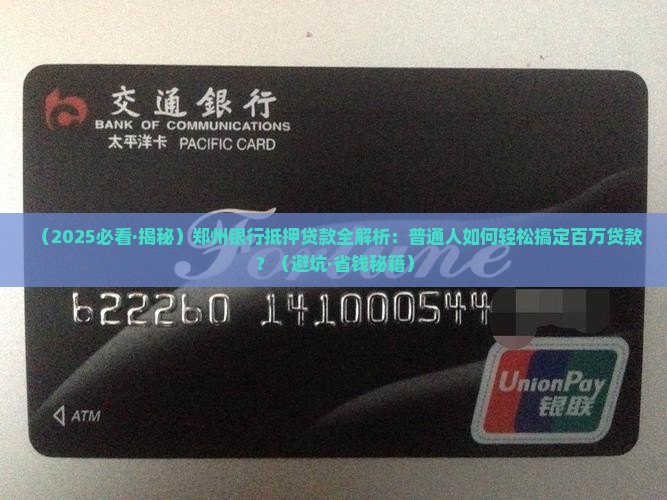 交通銀行
BANK OF COMMUNICATIONS
太平洋卡 PACIFIC CARD
Fortune
（2025必看·揭秘）郑州银行抵押贷款全解析：普通人如何轻松搞定百万贷款
？（避坑·省钱秘籍）
622260 141000544
UnionPay
银联
ATM